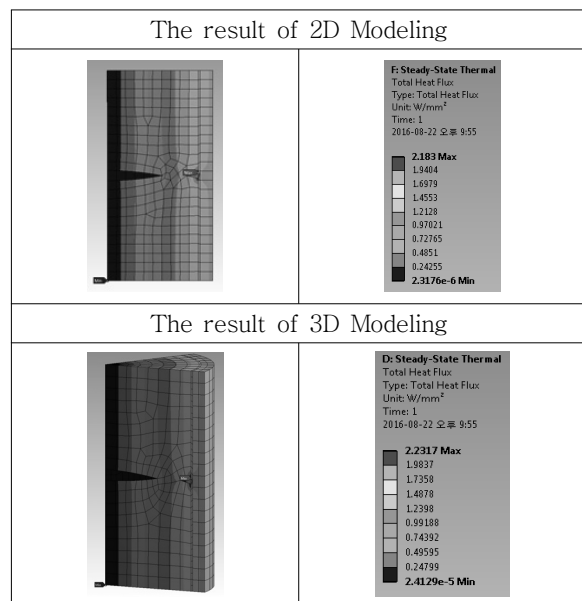 The result of 2D Modeling
F: Steady-State Thermal
Total Heat Flux
Type: Total Heat Flux
Unit: W/mm²
Time: 1
2016-08-22 오후 9:55
2.183 Max
1.9404
1.6979
1.4553
1.2128
0.97021
0.72765
0.4851
0.24255
2.3176e-6 Min
The result of 3D Modeling
D: Steady-State Thermal
Total Heat Flux
Type: Total Heat Flux
Unit: W/mm²
Time: 1
2016-08-22 오후 9:55
2.2317 Max
1.9837
1.7358
1.4878
1.2398
0.99188
0.74392
0.49595
0.24799
2.4129e-5 Min